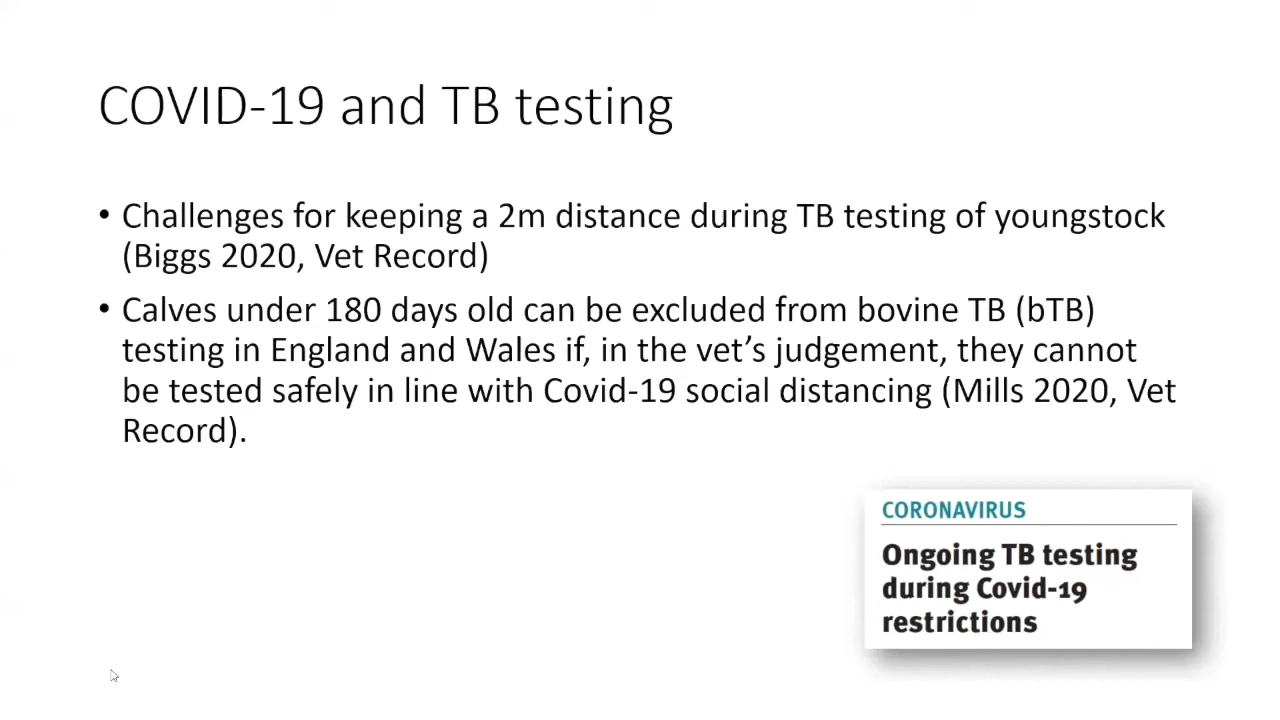 COVID-19 and TB testing
• Challenges for keeping a 2m distance during TB testing of youngstock
(Biggs 2020, Vet Record)
• Calves under 180 days old can be excluded from bovine TB (bTB)
testing in England and Wales if, in the vet’s judgement, they cannot
be tested safely in line with Covid-19 social distancing (Mills 2020, Vet
Record).
CORONAVIRUS
Ongoing TB testing
during Covid-19
restrictions